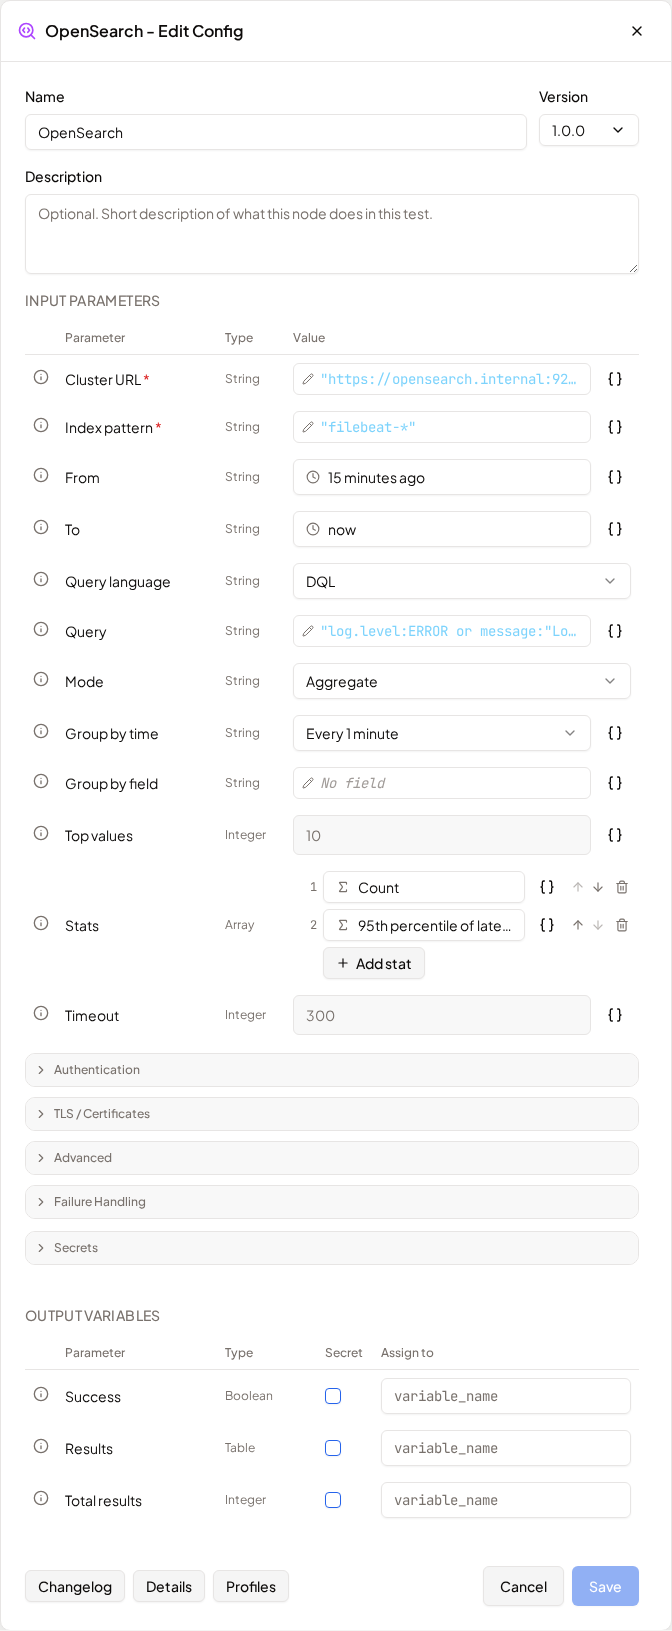 OpenSearch - Edit Config
Name
Version
OpenSearch
1.0.0
Description
Optional. Short description of what this node does in this test.
INPUT PARAMETERS
Parameter Type Value
Cluster URL * String "https://opensearch.internal:92… {}
Index pattern * String "filebeat-*" {}
From String 15 minutes ago {}
To String now {}
Query language String DQL
Query String "log.level:ERROR or message:"Lo… {}
Mode String Aggregate
Group by time String Every 1 minute {}
Group by field String No field {}
Top values Integer 10 {}
Stats Array
1 Count {}
2 95th percentile of late… {}
Add stat
Timeout Integer 300 {}
Authentication
TLS / Certificates
Advanced
Failure Handling
Secrets
OUTPUT VARIABLES
Parameter Type Secret Assign to
Success Boolean variable_name
Results Table variable_name
Total results Integer variable_name
Changelog Details Profiles Cancel Save